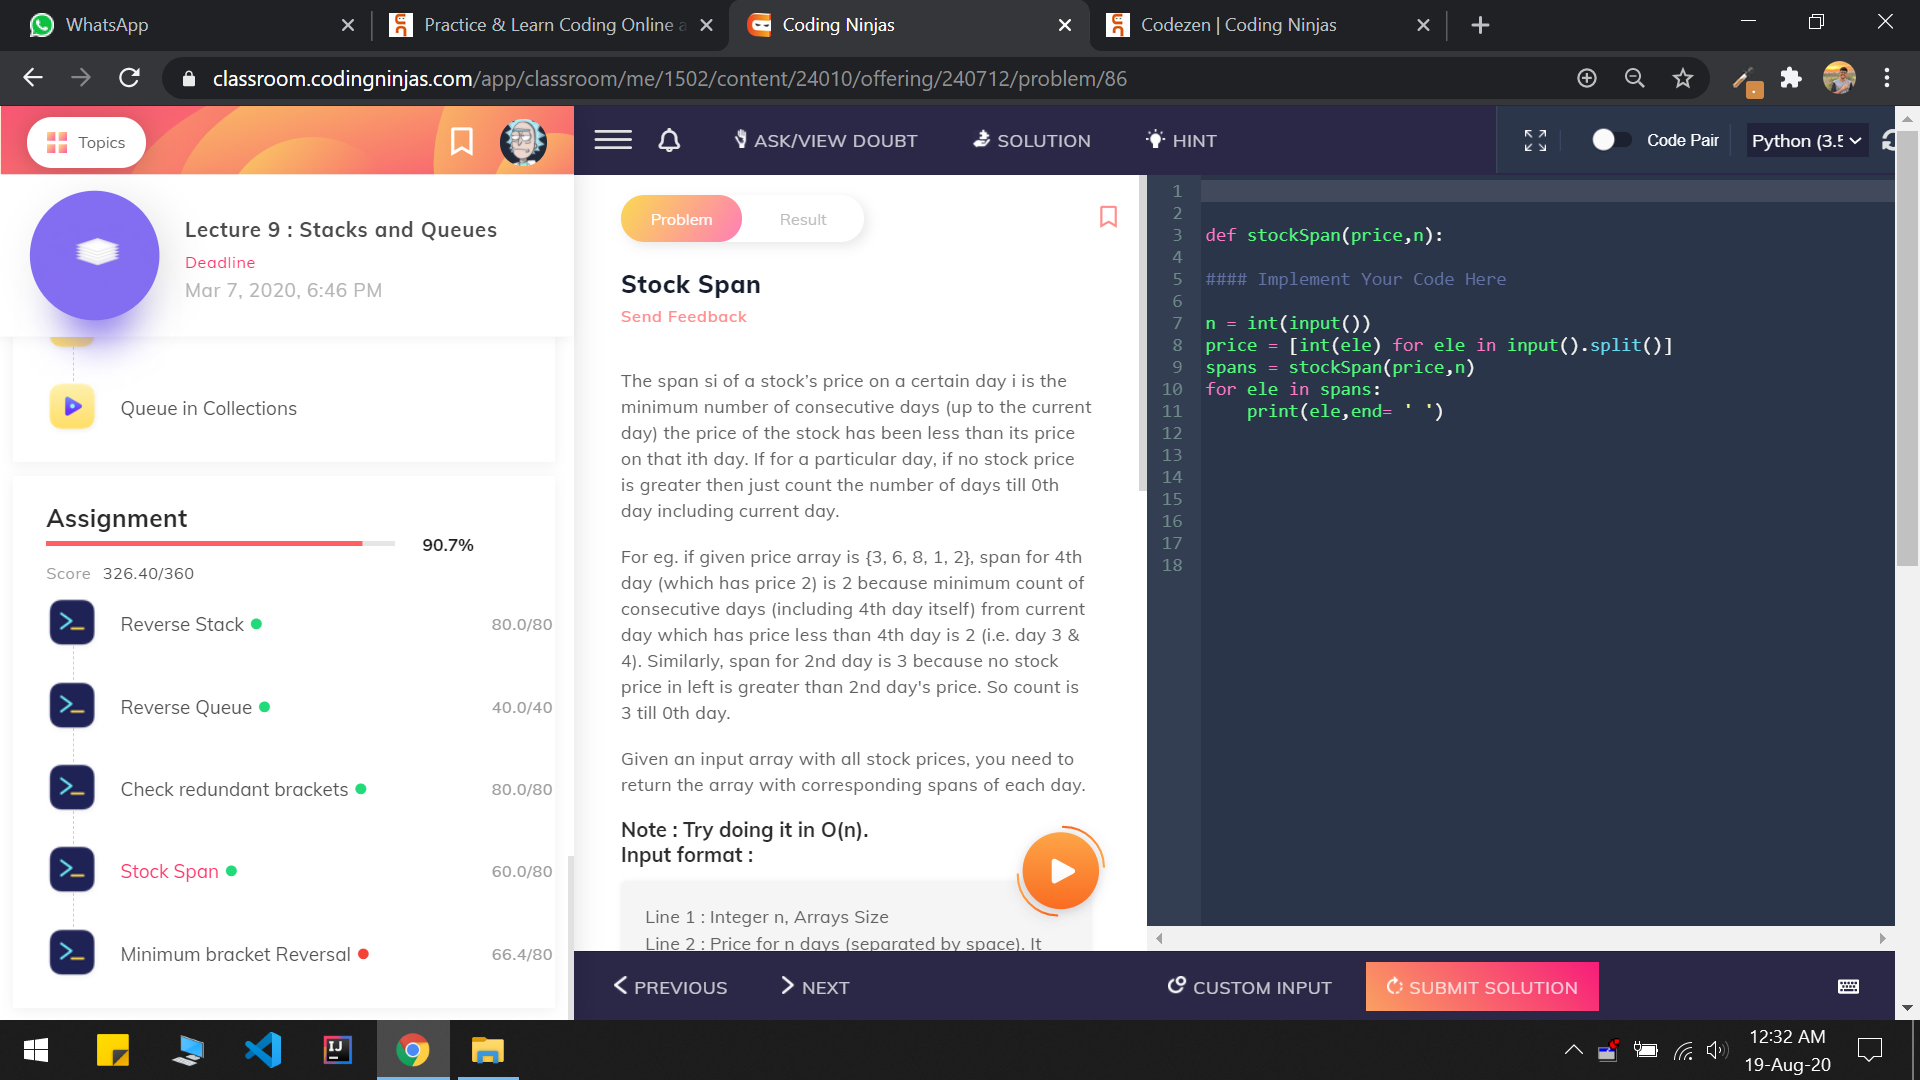 WhatsApp
Practice & Learn Coding Online a
Coding Ninjas
Codezen | Coding Ninjas
classroom.codingninjas.com/app/classroom/me/1502/content/24010/offering/240712/problem/86
Topics
ASK/VIEW DOUBT
SOLUTION
HINT
Code Pair
Python (3.5
Lecture 9 : Stacks and Queues
Deadline
Mar 7, 2020, 6:46 PM
Queue in Collections
Assignment
90.7%
Score 326.40/360
Reverse Stack 80.0/80
Reverse Queue 40.0/40
Check redundant brackets 80.0/80
Stock Span 60.0/80
Minimum bracket Reversal 66.4/80
Problem
Result
Stock Span
Send Feedback
The span si of a stock’s price on a certain day i is the
minimum number of consecutive days (up to the current
day) the price of the stock has been less than its price
on that ith day. If for a particular day, if no stock price
is greater then just count the number of days till 0th
day including current day.
For eg. if given price array is {3, 6, 8, 1, 2}, span for 4th
day (which has price 2) is 2 because minimum count of
consecutive days (including 4th day itself) from current
day which has price less than 4th day is 2 (i.e. day 3 &
4). Similarly, span for 2nd day is 3 because no stock
price in left is greater than 2nd day's price. So count is
3 till 0th day.
Given an input array with all stock prices, you need to
return the array with corresponding spans of each day.
Note : Try doing it in O(n).
Input format :
Line 1 : Integer n, Arrays Size
Line 2 : Price for n days (separated by space). It
1
2
3 def stockSpan(price,n):
4
5 #### Implement Your Code Here
6
7 n = int(input())
8 price = [int(ele) for ele in input().split()]
9 spans = stockSpan(price,n)
10 for ele in spans:
11 print(ele,end= ' ')
12
13
14
15
16
17
18
PREVIOUS
NEXT
CUSTOM INPUT
SUBMIT SOLUTION
IJ
12:32 AM
19-Aug-20